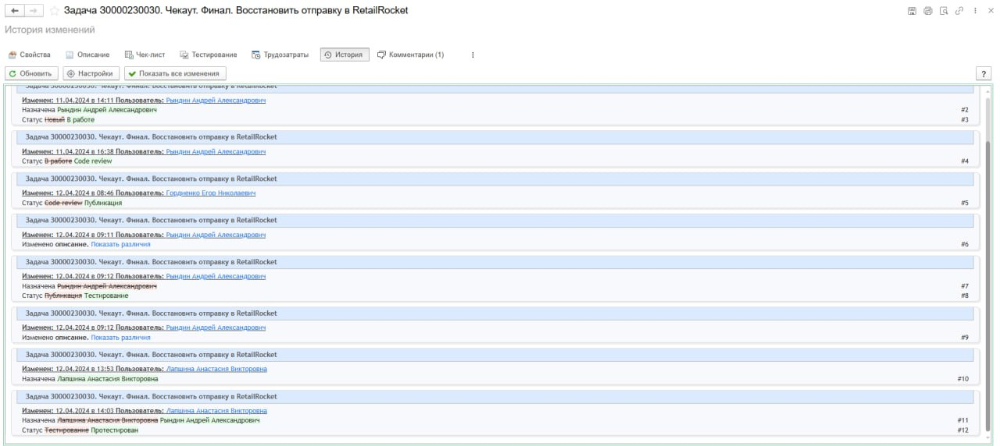 Задача 30000230030. Чекаут. Финал. Восстановить отправку в RetailRocket
История изменений
Свойства Описание Чек-лист Тестирование Трудозатраты История Комментарии (1)
Обновить Настройки Показать все изменения ?
Задача 30000230030. Чекаут. Финал. Восстановить отправку в RetailRocket
Изменен: 11.04.2024 в 14:11 Пользователь: Рындин Андрей Александрович
Назначена Рындин Андрей Александрович #2
Статус Новый В работе #3
Задача 30000230030. Чекаут. Финал. Восстановить отправку в RetailRocket
Изменен: 11.04.2024 в 16:38 Пользователь: Рындин Андрей Александрович
Статус В работе Code review #4
Задача 30000230030. Чекаут. Финал. Восстановить отправку в RetailRocket
Изменен: 12.04.2024 в 08:46 Пользователь: Гордиенко Егор Николаевич
Статус Code review Публикация #5
Задача 30000230030. Чекаут. Финал. Восстановить отправку в RetailRocket
Изменен: 12.04.2024 в 09:11 Пользователь: Рындин Андрей Александрович
Изменено описание. Показать различия #6
Задача 30000230030. Чекаут. Финал. Восстановить отправку в RetailRocket
Изменен: 12.04.2024 в 09:12 Пользователь: Рындин Андрей Александрович
Назначена Рындин Андрей Александрович #7
Статус Публикация Тестирование #8
Задача 30000230030. Чекаут. Финал. Восстановить отправку в RetailRocket
Изменен: 12.04.2024 в 09:12 Пользователь: Рындин Андрей Александрович
Изменено описание. Показать различия #9
Задача 30000230030. Чекаут. Финал. Восстановить отправку в RetailRocket
Изменен: 12.04.2024 в 13:53 Пользователь: Лапшина Анастасия Викторовна
Назначена Лапшина Анастасия Викторовна #10
Задача 30000230030. Чекаут. Финал. Восстановить отправку в RetailRocket
Изменен: 12.04.2024 в 14:03 Пользователь: Лапшина Анастасия Викторовна
Назначена Лапшина Анастасия Викторовна Рындин Андрей Александрович #11
Статус Тестирование Протестирован #12